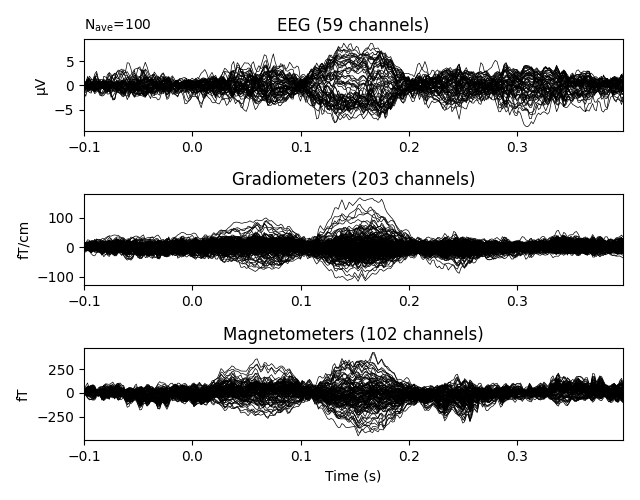 Nave=100
EEG (59 channels)
µV
5
0
−5
−0.1 0.0 0.1 0.2 0.3
Gradiometers (203 channels)
fT/cm
100
0
−100
−0.1 0.0 0.1 0.2 0.3
Magnetometers (102 channels)
fT
250
0
−250
−0.1 0.0 0.1 0.2 0.3
Time (s)